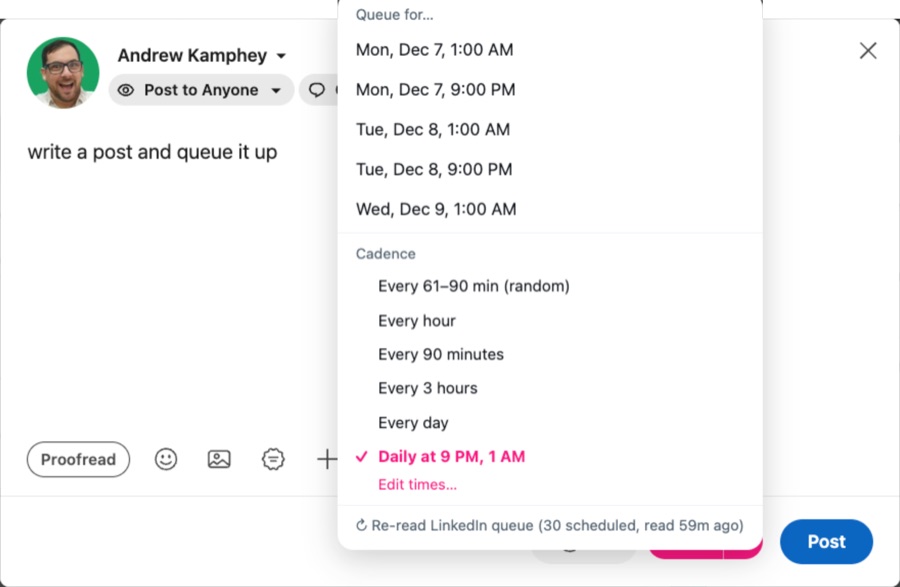 Queue for...
Andrew Kamphey
Mon, Dec 7, 1:00 AM
Post to Anyone
Mon, Dec 7, 9:00 PM
Tue, Dec 8, 1:00 AM
write a post and queue it up
Tue, Dec 8, 9:00 PM
Wed, Dec 9, 1:00 AM
Cadence
Every 61–90 min (random)
Every hour
Every 90 minutes
Every 3 hours
Every day
Daily at 9 PM, 1 AM
Proofread
Edit times...
Re-read LinkedIn queue (30 scheduled, read 59m ago)
Post